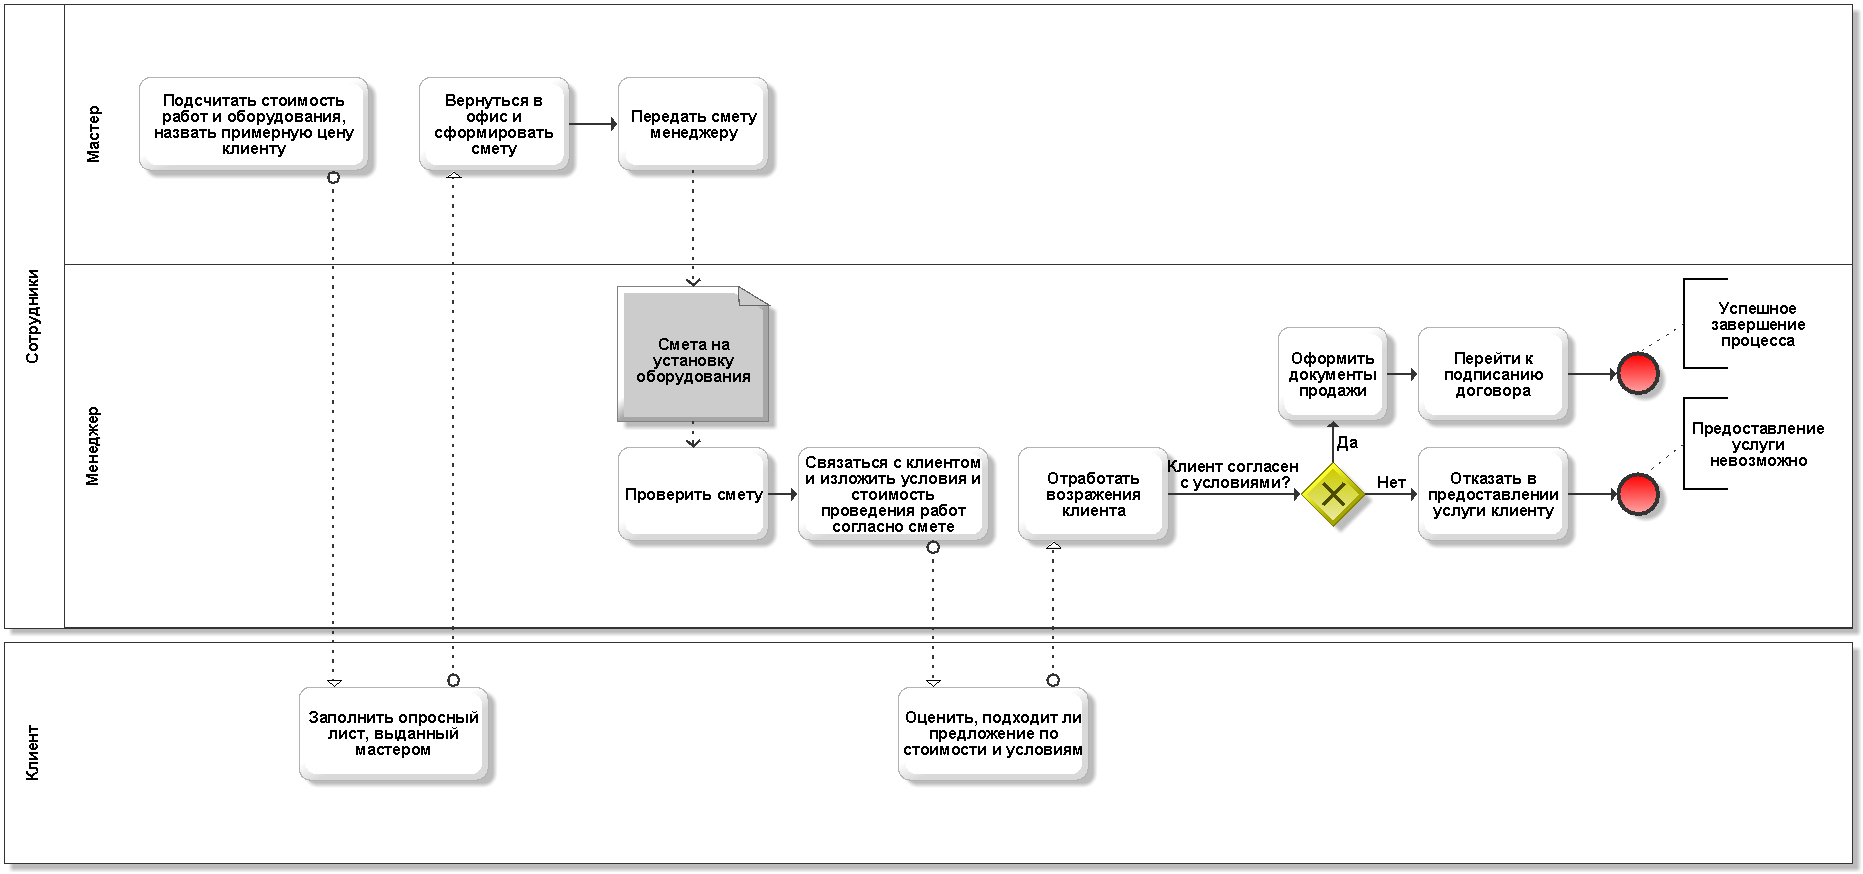 Сотрудники
Мастер
Подсчитать стоимость
работ и оборудования,
назвать примерную цену
клиенту
Вернуться в
офис и
сформировать
смету
Передать смету
менеджеру
Менеджер
Смета на
установку
оборудования
Проверить смету
Связаться с клиентом
и изложить условия и
стоимость
проведения работ
согласно смете
Отработать
возражения
клиента
Клиент согласен
с условиями?
Да
Нет
Оформить
документы
продажи
Перейти к
подписанию
договора
Успешное
завершение
процесса
Отказать в
предоставлении
услуги клиенту
Предоставление
услуги
невозможно
Клиент
Заполнить опросный
лист, выданный
мастером
Оценить, подходит ли
предложение по
стоимости и условиям